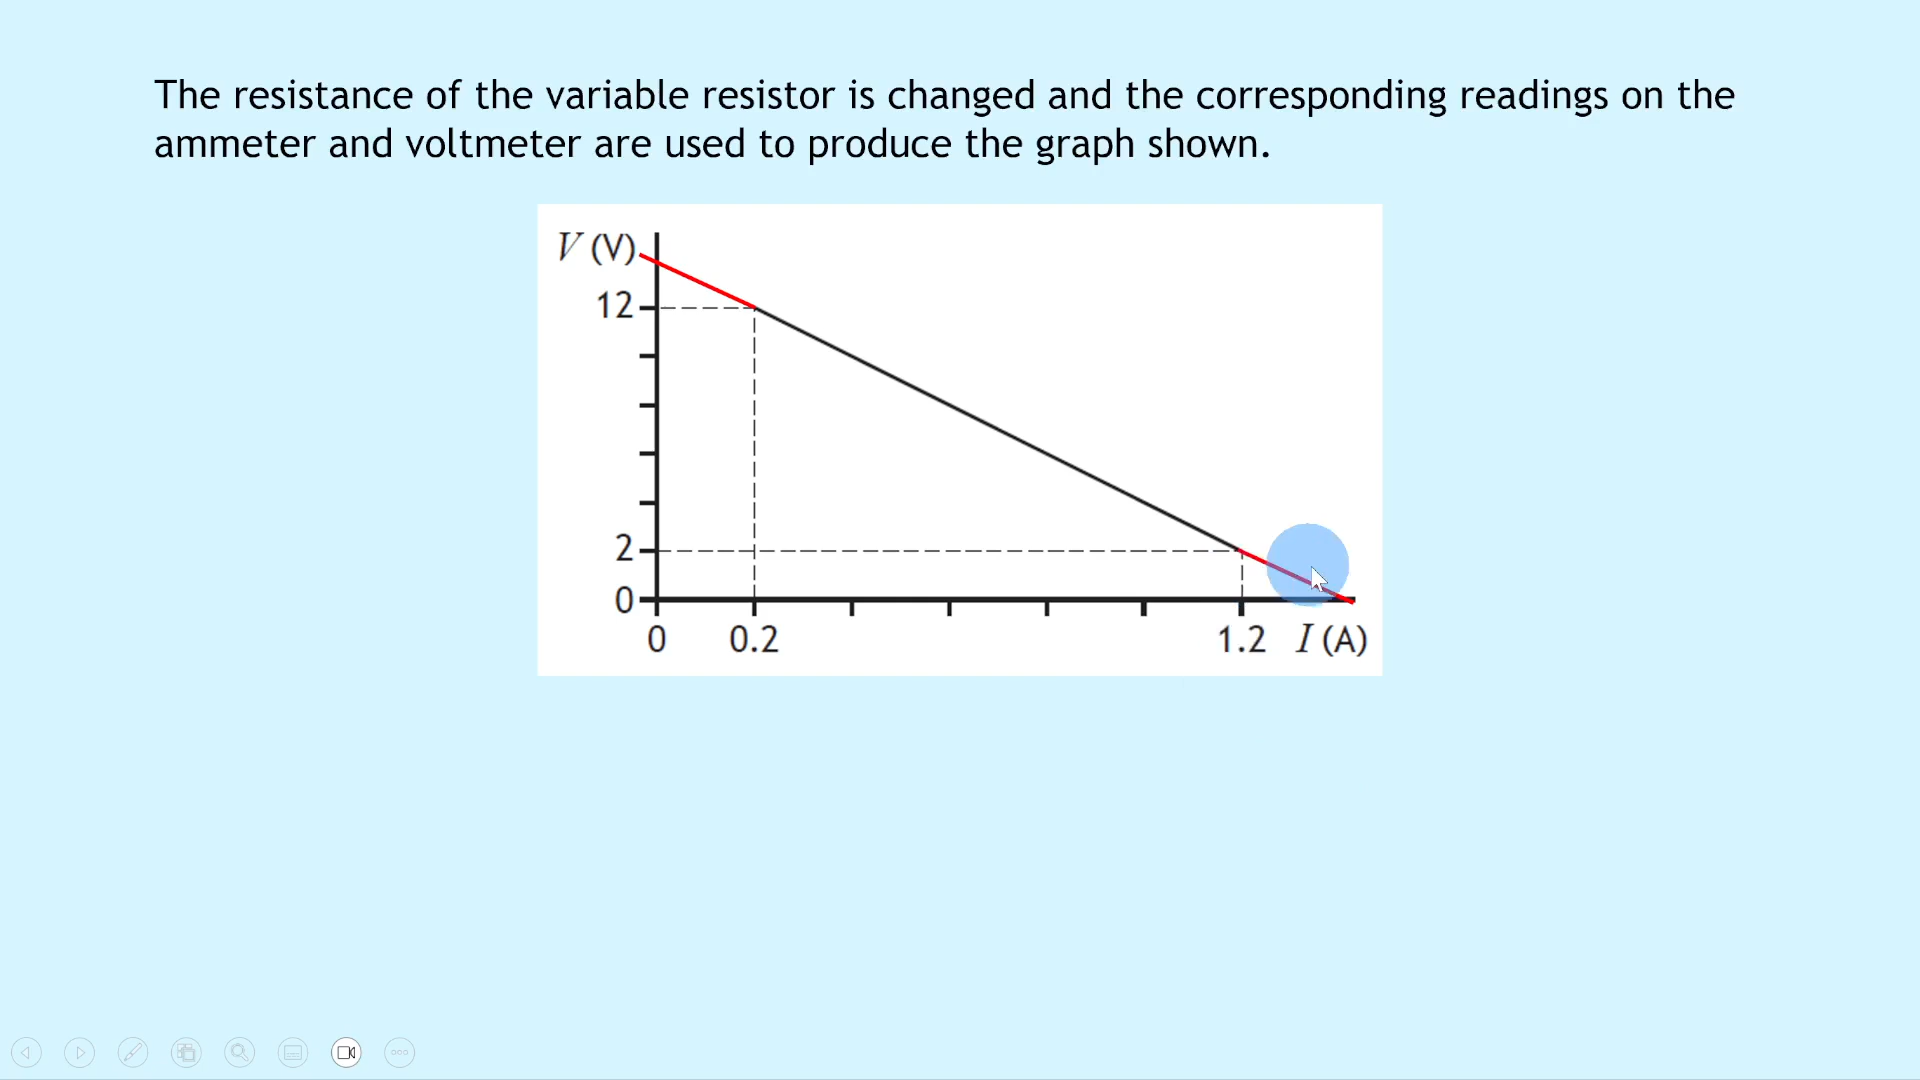 The resistance of the variable resistor is changed and the corresponding readings on the
ammeter and voltmeter are used to produce the graph shown.
V (V)
12
2
0
0 0.2 1.2 I (A)